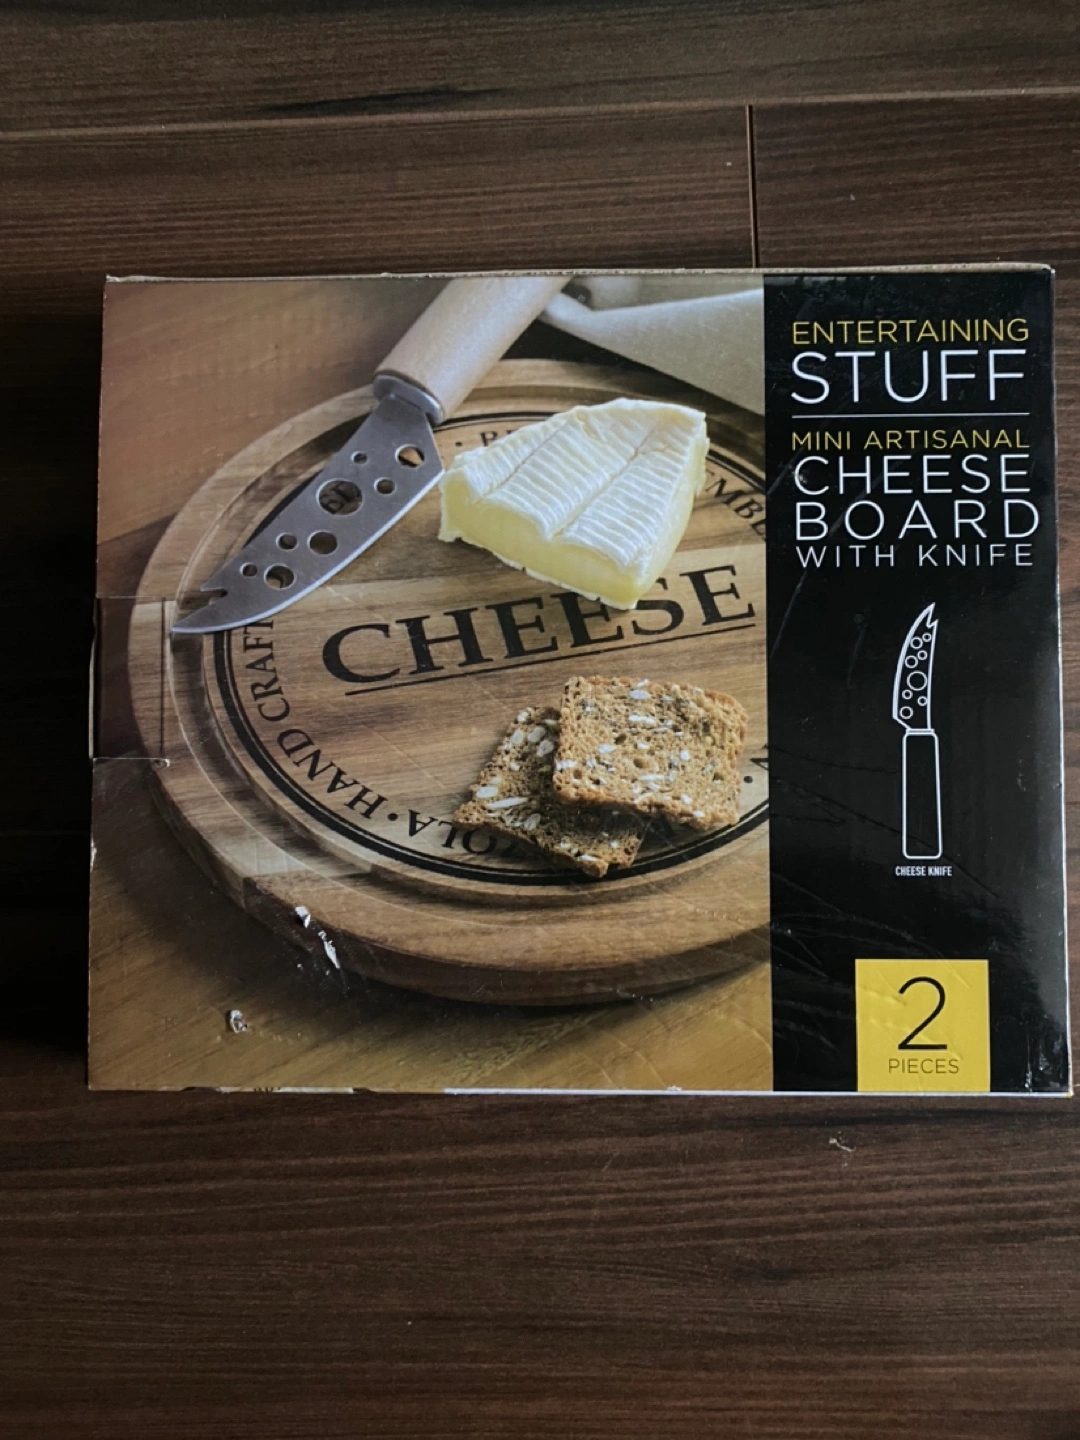 ENTERTAINING
STUFF
MINI ARTISANAL
CHEESE
BOARD
WITH KNIFE
CHEESE KNIFE
2
PIECES
CHEESE